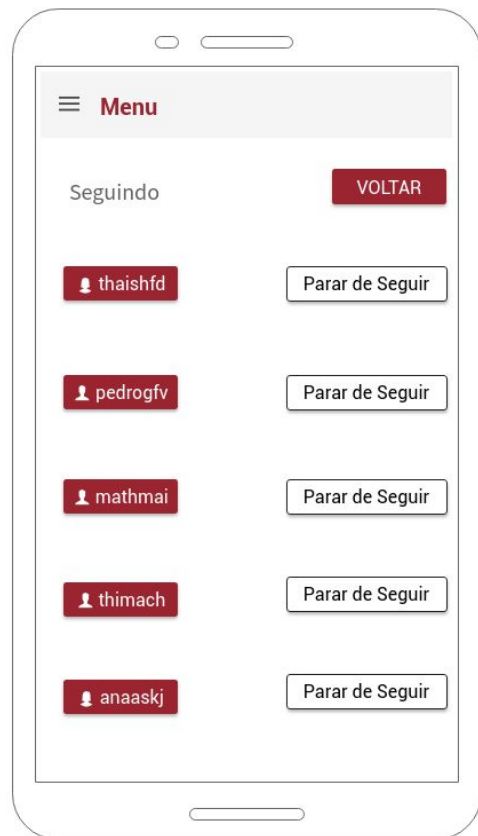 Menu
Seguindo
VOLTAR
thaishfd
Parar de Seguir
pedrogfv
Parar de Seguir
mathmai
Parar de Seguir
thimach
Parar de Seguir
anaaskj
Parar de Seguir